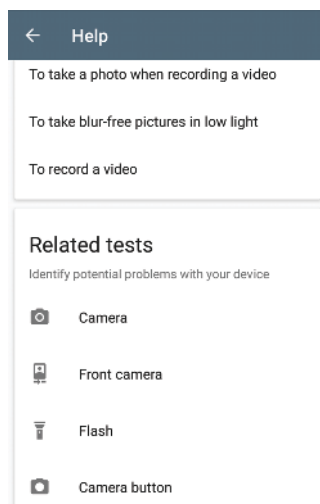 Help
To take a photo when recording a video
To take blur-free pictures in low light
To record a video
Related tests
Identify potential problems with your device
Camera
Front camera
Flash
Camera button